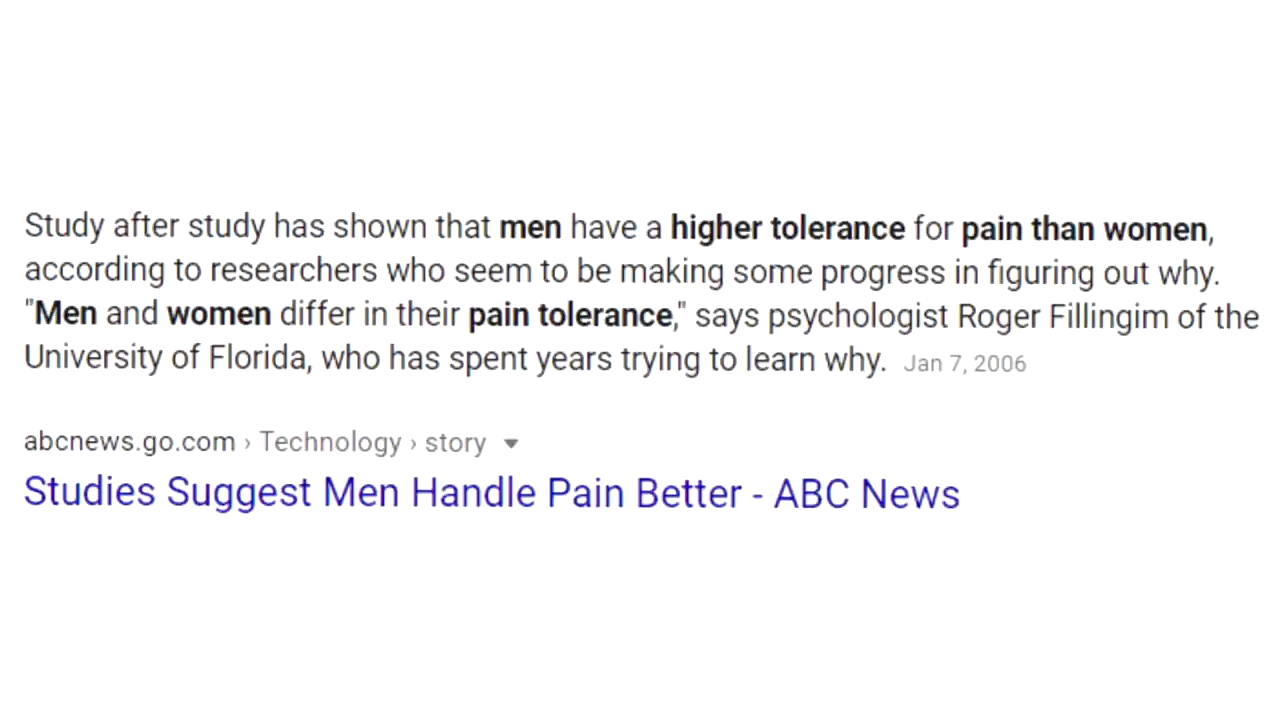 Study after study has shown that men have a higher tolerance for pain than women,
according to researchers who seem to be making some progress in figuring out why.
"Men and women differ in their pain tolerance," says psychologist Roger Fillingim of the
University of Florida, who has spent years trying to learn why. Jan 7, 2006
abcnews.go.com › Technology › story
Studies Suggest Men Handle Pain Better - ABC News